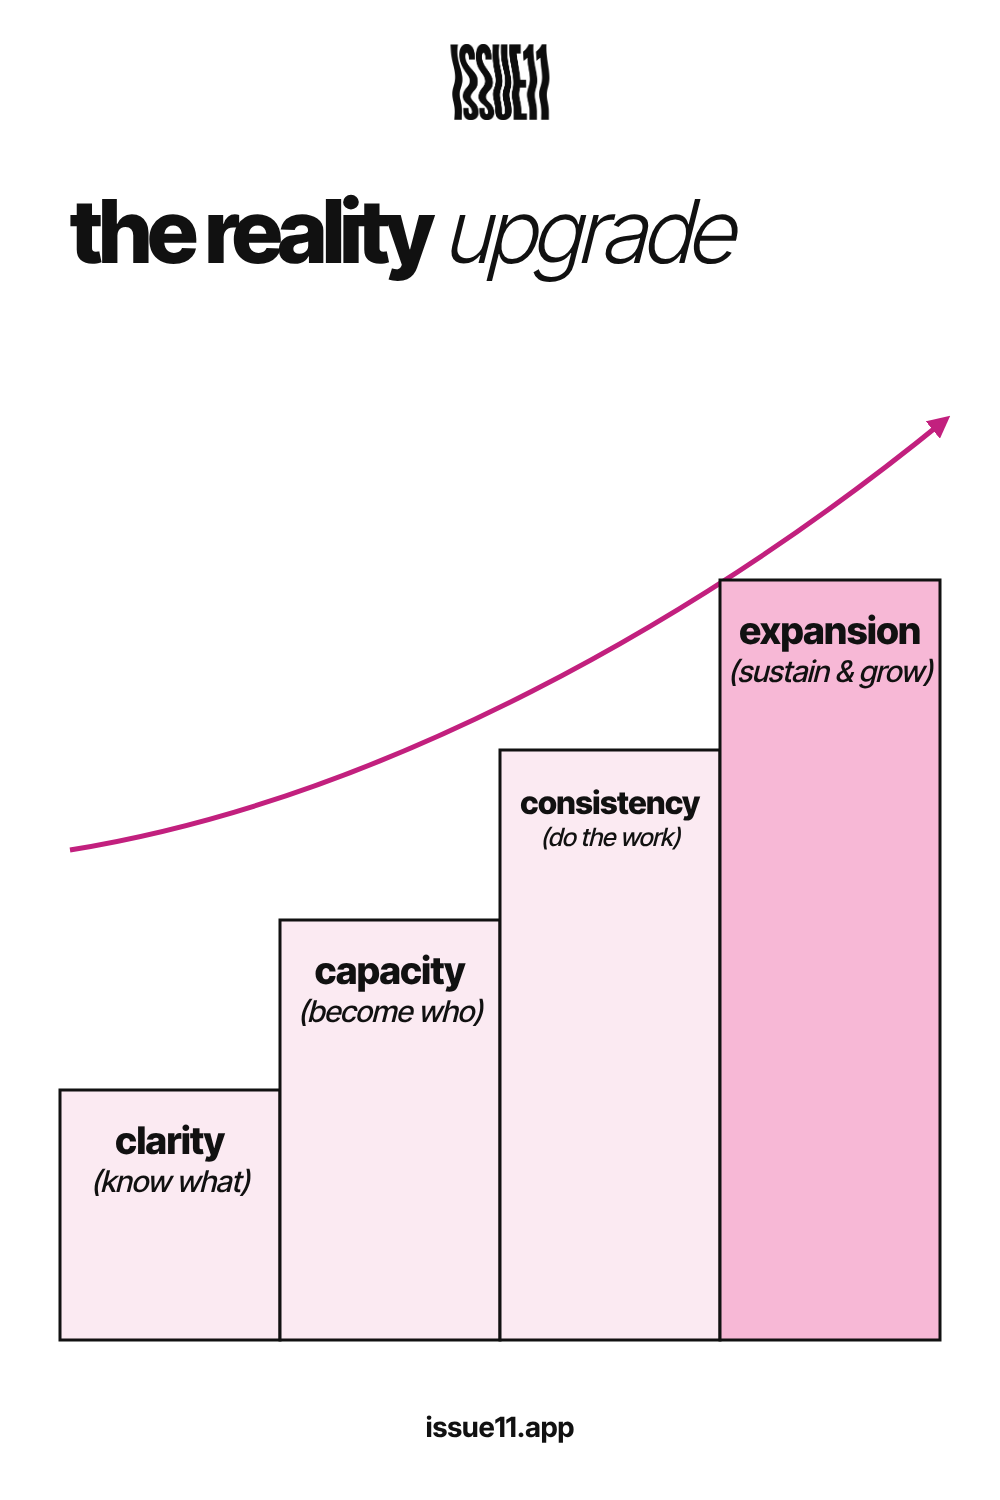 ISSUE11
the reality upgrade
expansion
(sustain & grow)
consistency
(do the work)
capacity
(become who)
clarity
(know what)
issue11.app